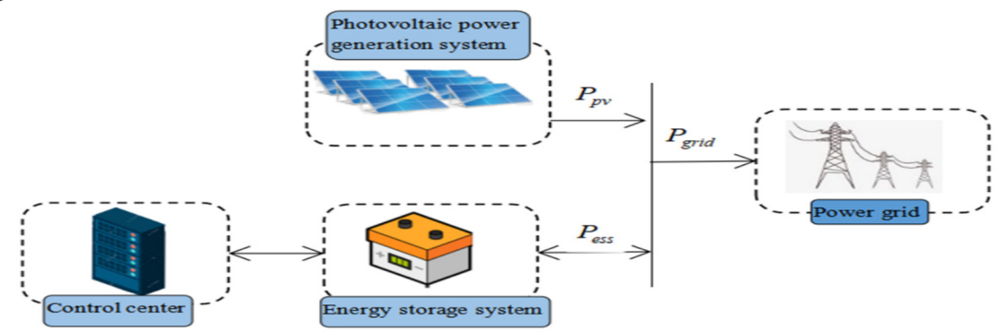 Photovoltaic power
generation system
P_pv
P_grid
Power grid
P_ess
Control center
Energy storage system